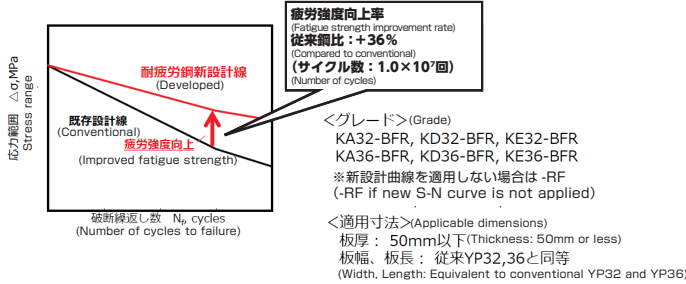 疲労強度向上率
(Fatigue strength improvement rate)
従来鋼比：+36%
(Compared to conventional)
（サイクル数：1.0×10⁷回）
(Number of cycles)
応力範囲 △σ,MPa
Stress range
耐疲労鋼新設計線
(Developed)
既存設計線
(Conventional)
疲労強度向上
(Improved fatigue strength)
破断繰返し数 Nf, cycles
(Number of cycles to failure)
＜グレード＞(Grade)
KA32-BFR, KD32-BFR, KE32-BFR
KA36-BFR, KD36-BFR, KE36-BFR
※新設計曲線を適用しない場合は -RF
(-RF if new S-N curve is not applied)
＜適用寸法＞(Applicable dimensions)
板厚： 50mm以下(Thickness: 50mm or less)
板幅、板長： 従来YP32,36と同等
(Width, Length: Equivalent to conventional YP32 and YP36)